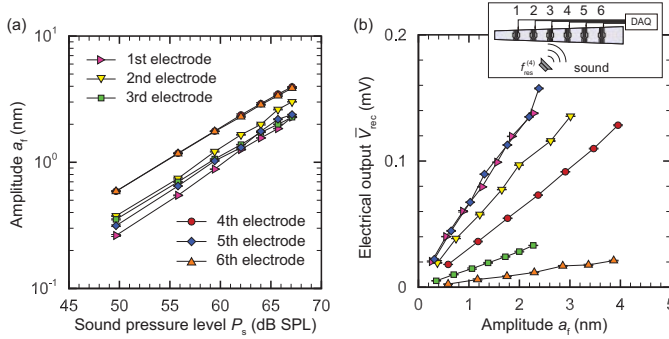 (a)
10¹
10⁰
10⁻¹
Amplitude a_f (nm)
1st electrode
2nd electrode
3rd electrode
4th electrode
5th electrode
6th electrode
45 50 55 60 65 70
Sound pressure level P_s (dB SPL)
(b)
0.2
0.1
0
Electrical output V̄_rec (mV)
1 2 3 4 5 6
DAQ
f_res^(4)
sound
0 1 2 3 4 5
Amplitude a_f (nm)